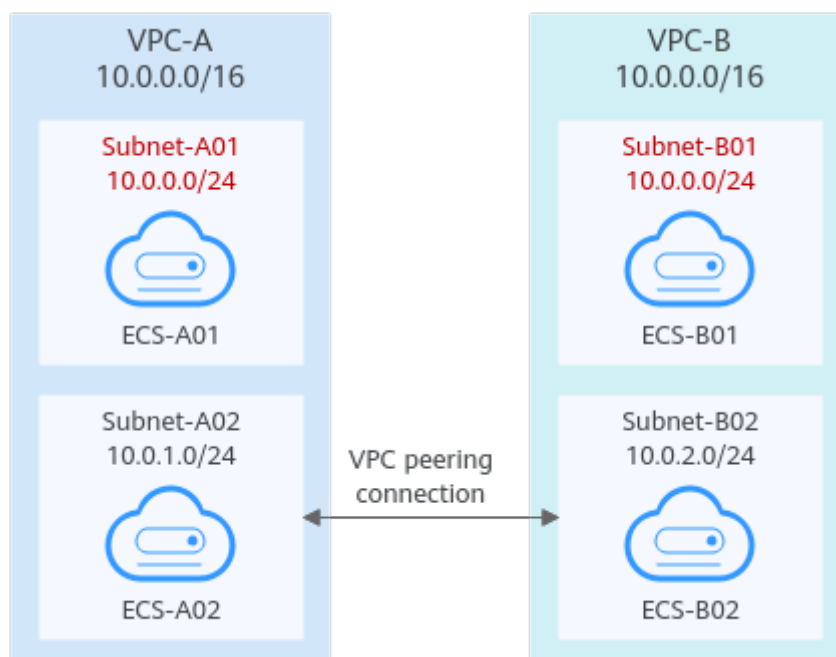 VPC-A
10.0.0.0/16
Subnet-A01
10.0.0.0/24
ECS-A01
Subnet-A02
10.0.1.0/24
ECS-A02
VPC peering
connection
VPC-B
10.0.0.0/16
Subnet-B01
10.0.0.0/24
ECS-B01
Subnet-B02
10.0.2.0/24
ECS-B02